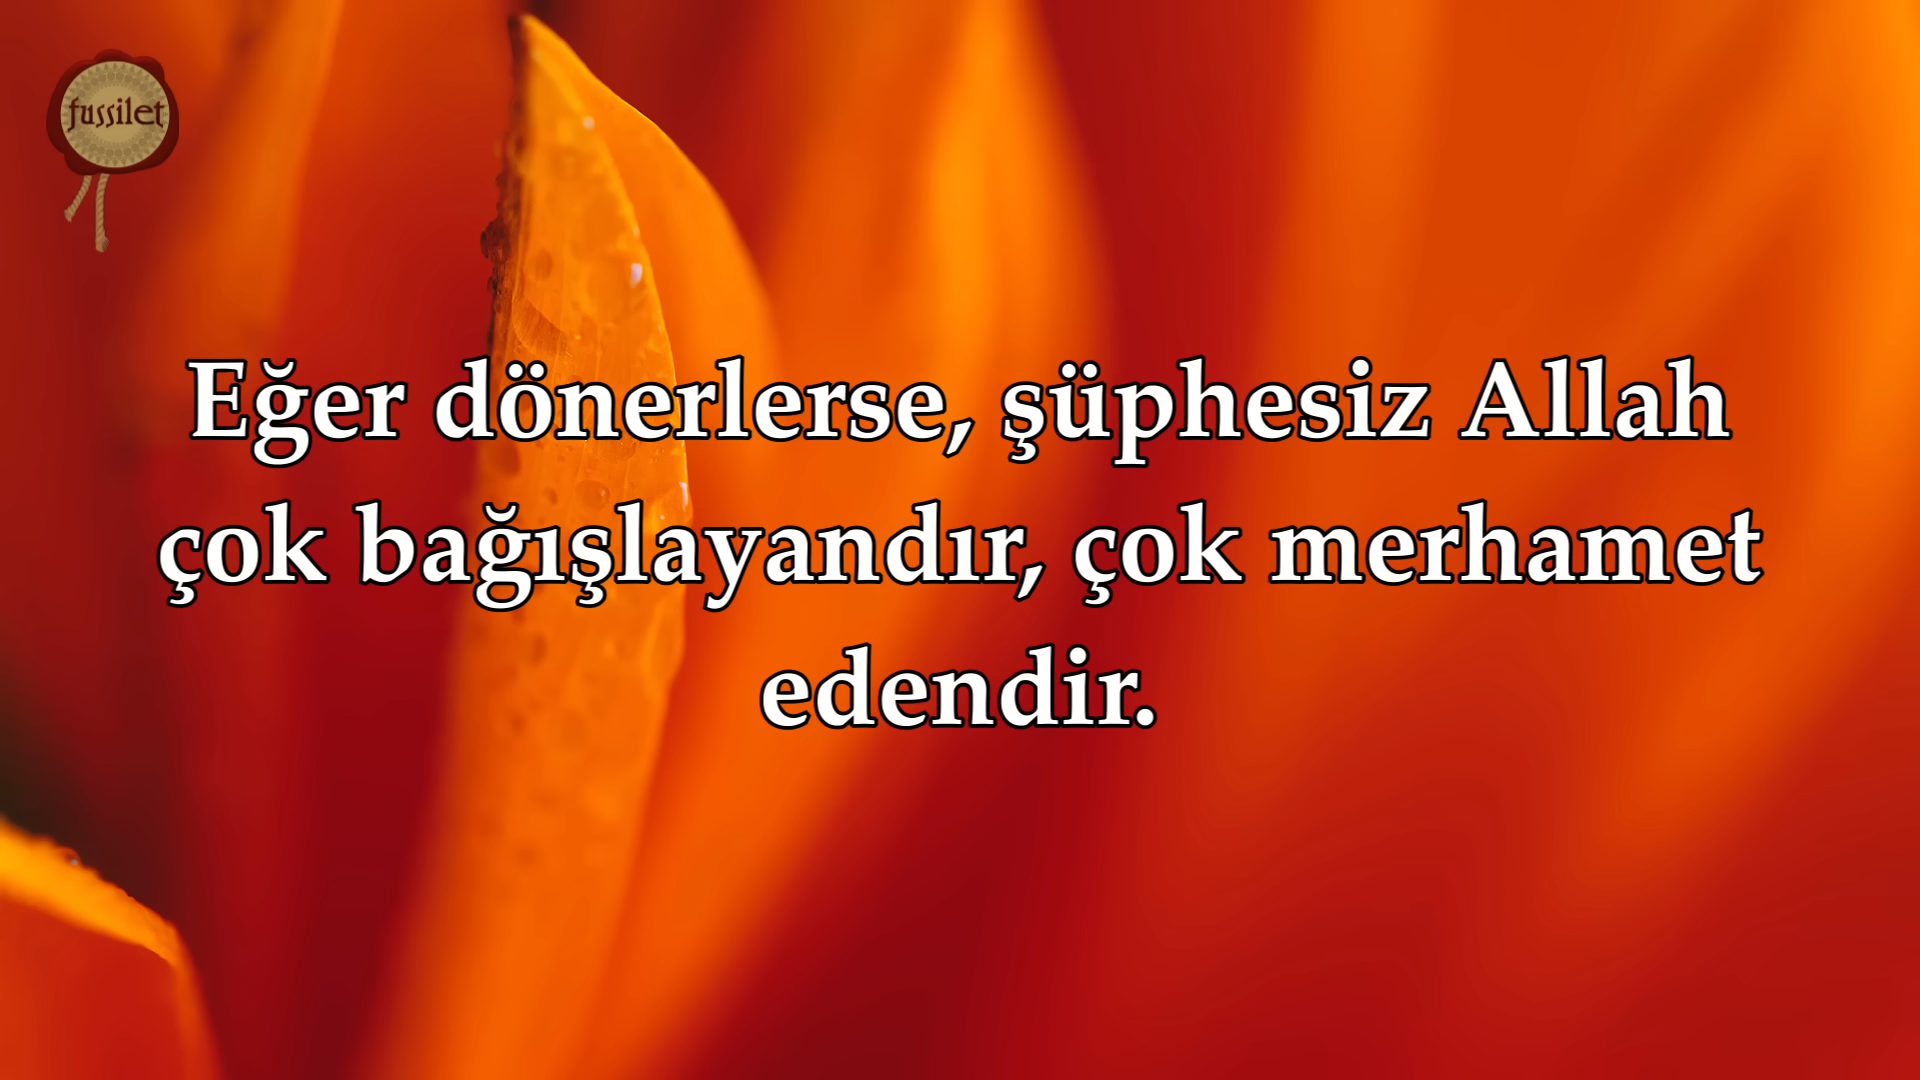 fussilet
Eğer dönerlerse, şüphesiz Allah
çok bağışlayandır, çok merhamet
edendir.